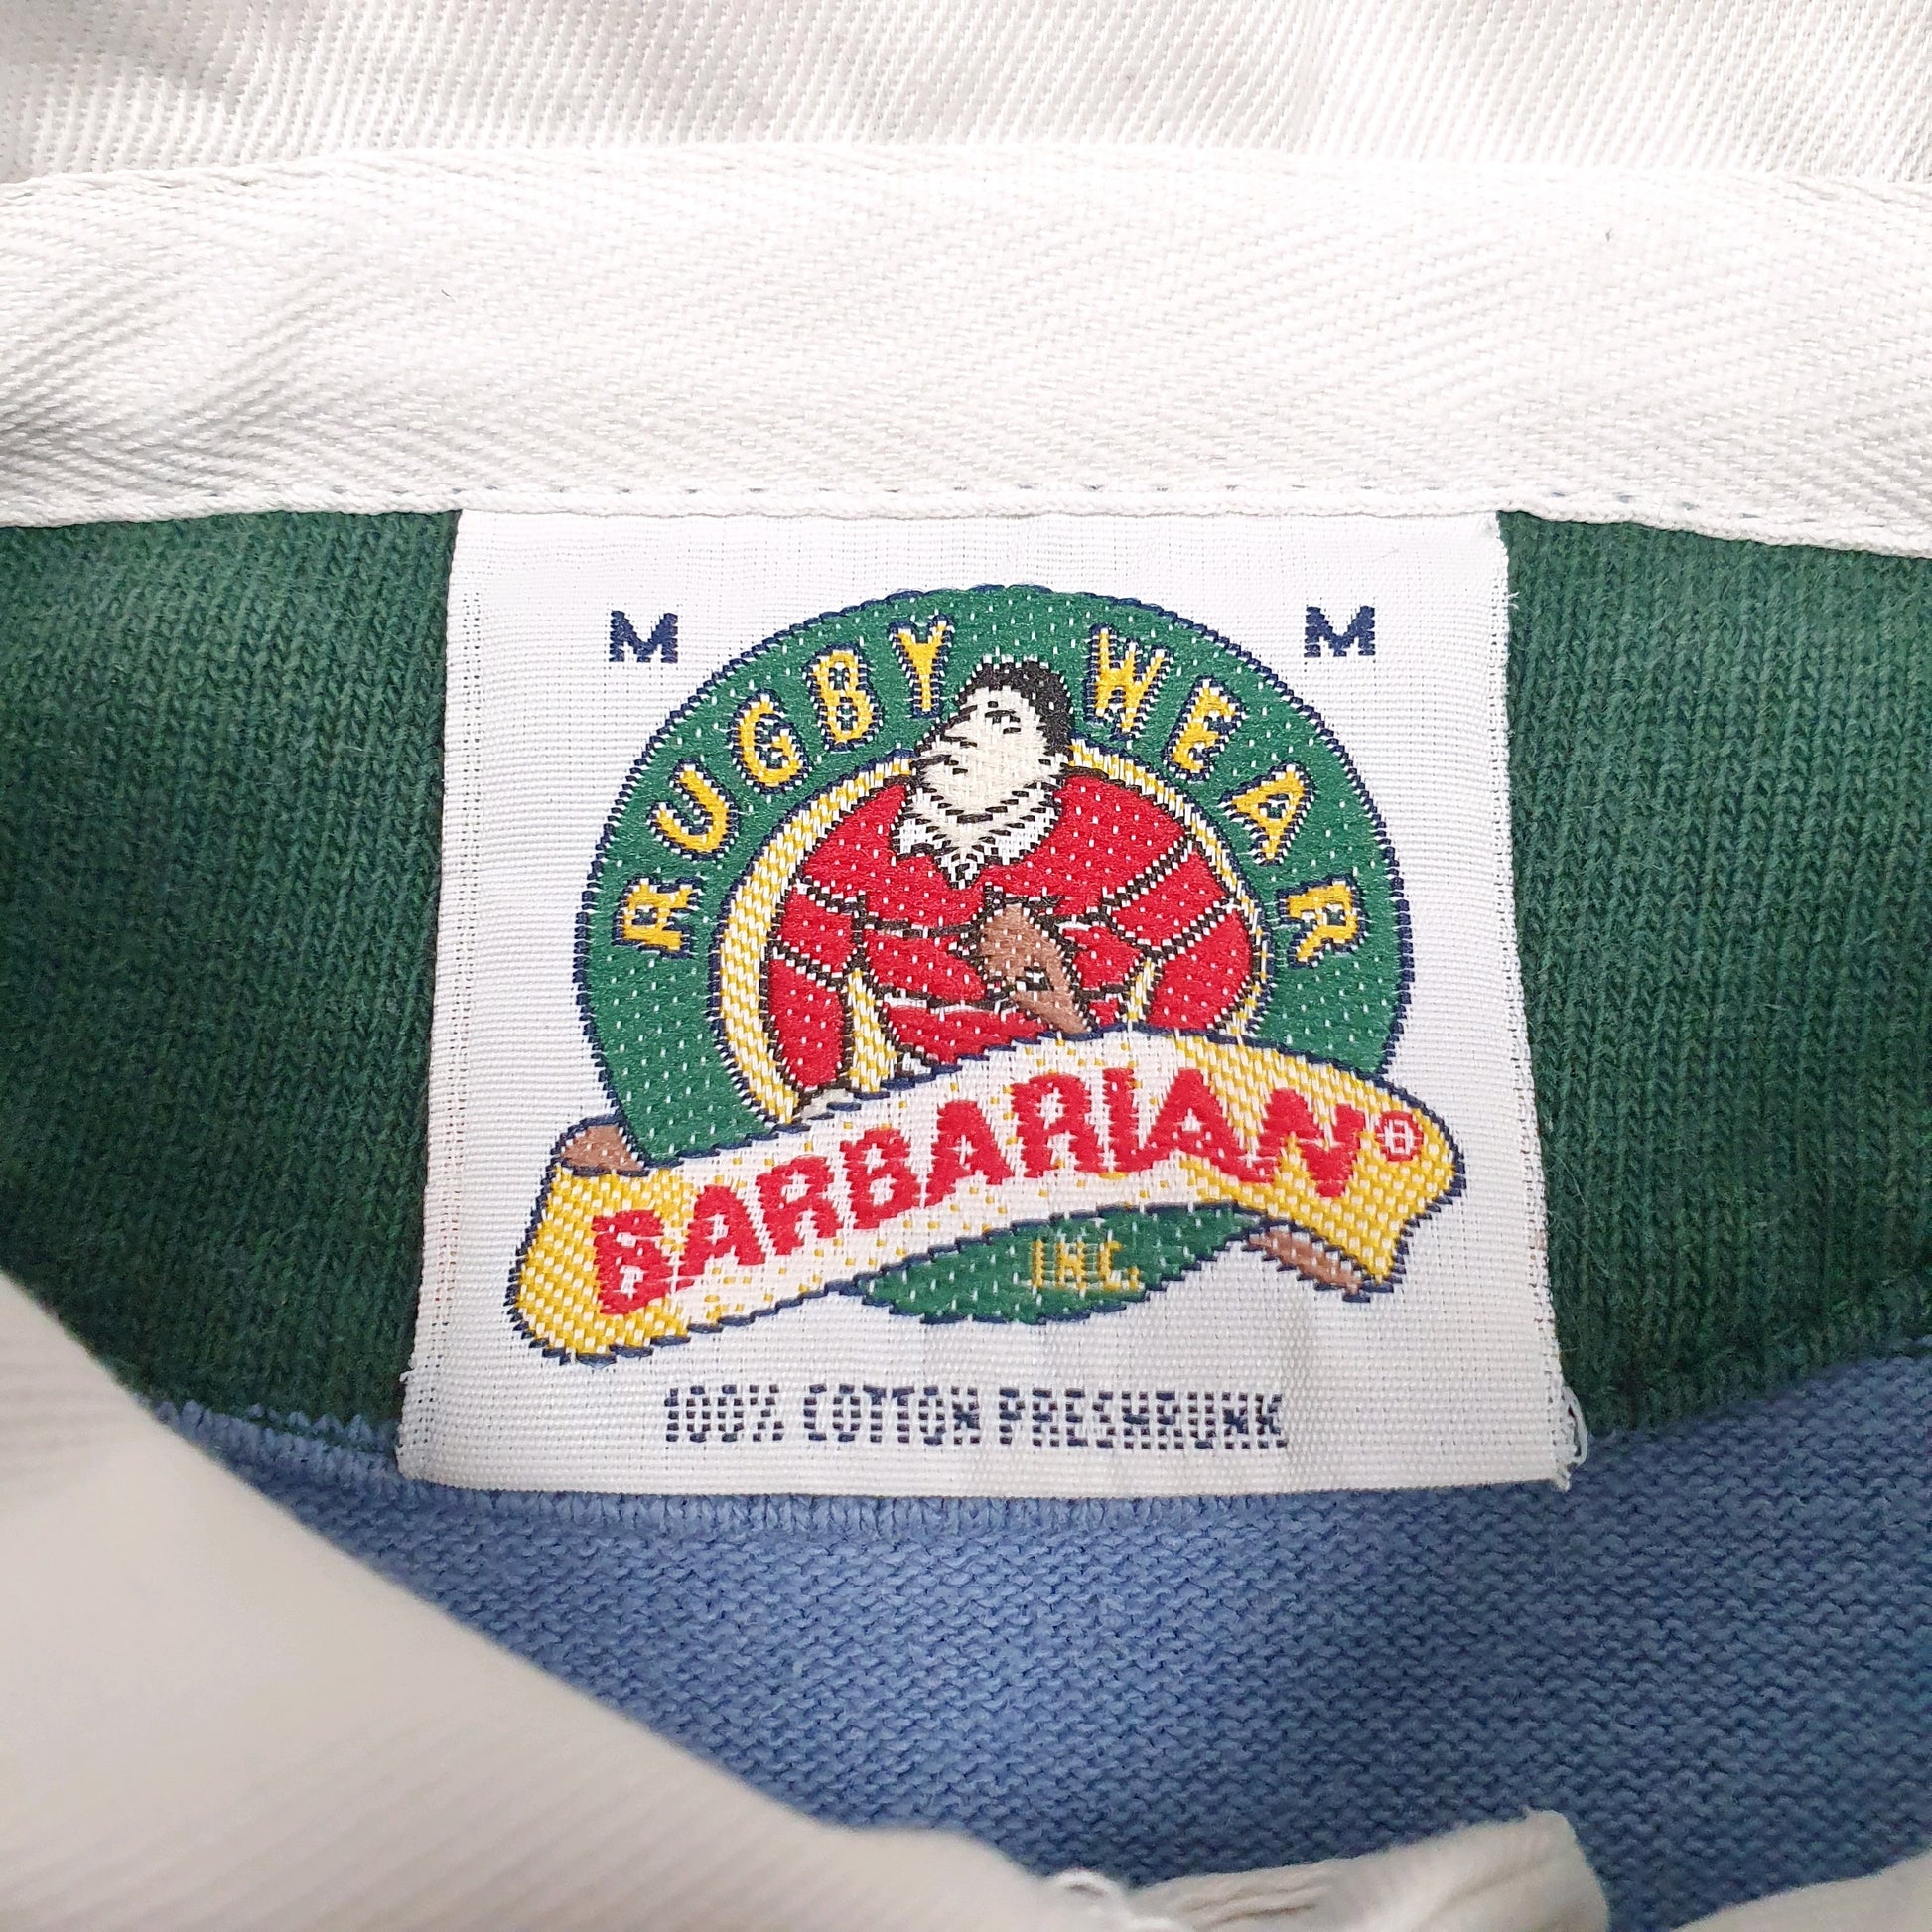 M M
RUGBY WEAR
BARBARIAN®
INC.
100% COTTON PRESHRUNK